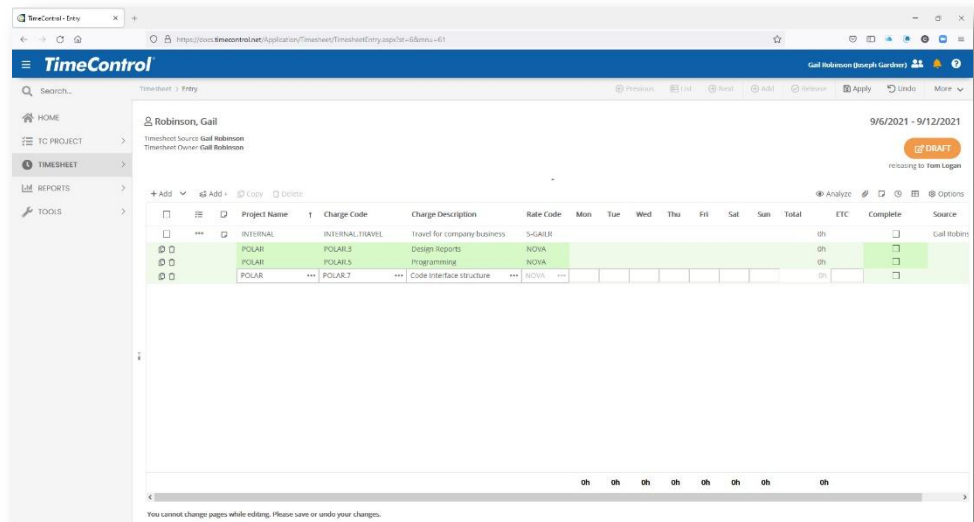 TimeControl - Entry
https://docs.timecontrol.net/Application/Timesheet/TimesheetEntry.aspx?st=6&mnu=61
TimeControl
Gail Robinson (Joseph Gardner)
Search...
Timesheet > Entry
Previous List Next Add Release Apply Undo More
HOME
TC PROJECT
TIMESHEET
REPORTS
TOOLS
Robinson, Gail
9/6/2021 - 9/12/2021
Timesheet Source Gail Robinson
Timesheet Owner Gail Robinson
DRAFT
releasing to Tom Logan
+ Add Add + Copy Delete
Analyze Options
Project Name ↑ Charge Code Charge Description Rate Code Mon Tue Wed Thu Fri Sat Sun Total ETC Complete Source
INTERNAL INTERNAL.TRAVEL Travel for company business S-GAILR 0h Gail Robins
POLAR POLAR.3 Design Reports NOVA 0h
POLAR POLAR.5 Programming NOVA 0h
POLAR ••• POLAR.7 ••• Code Interface structure ••• NOVA ••• 0h
0h 0h 0h 0h 0h 0h 0h 0h
You cannot change pages while editing. Please save or undo your changes.